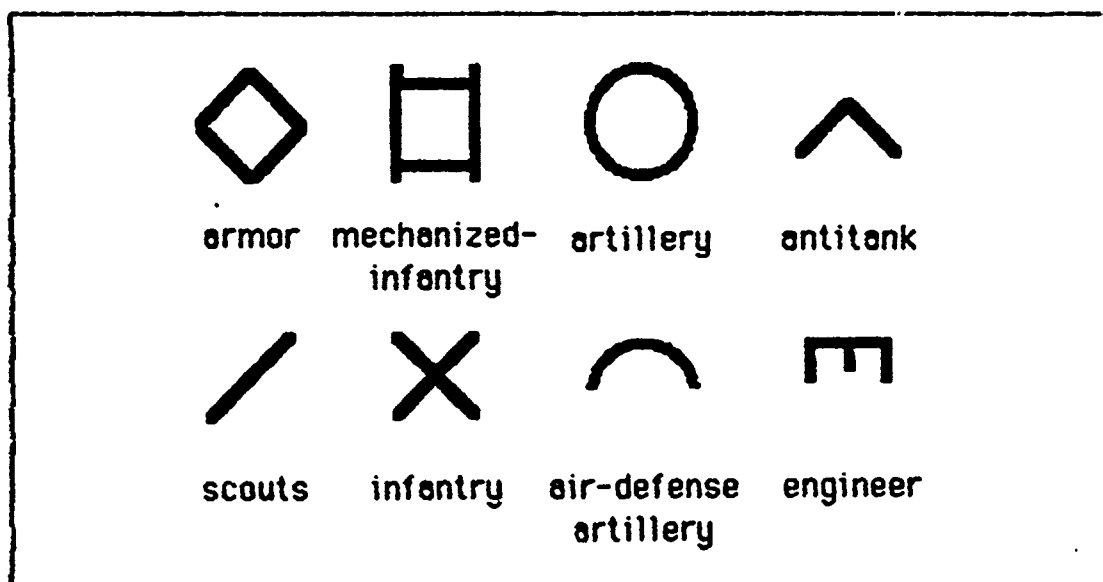 armor mechanized- artillery antitank
infantry
scouts infantry air-defense engineer
artillery